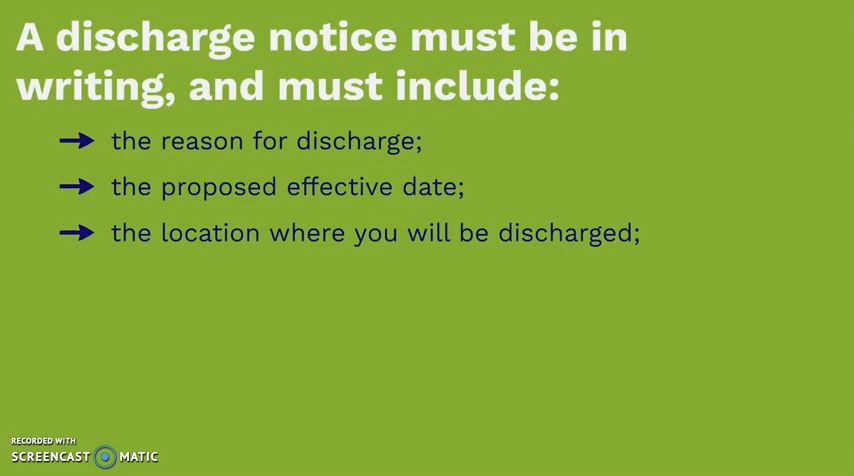 A discharge notice must be in
writing, and must include:
the reason for discharge;
the proposed effective date;
the location where you will be discharged;
RECORDED WITH
SCREENCAST MATIC